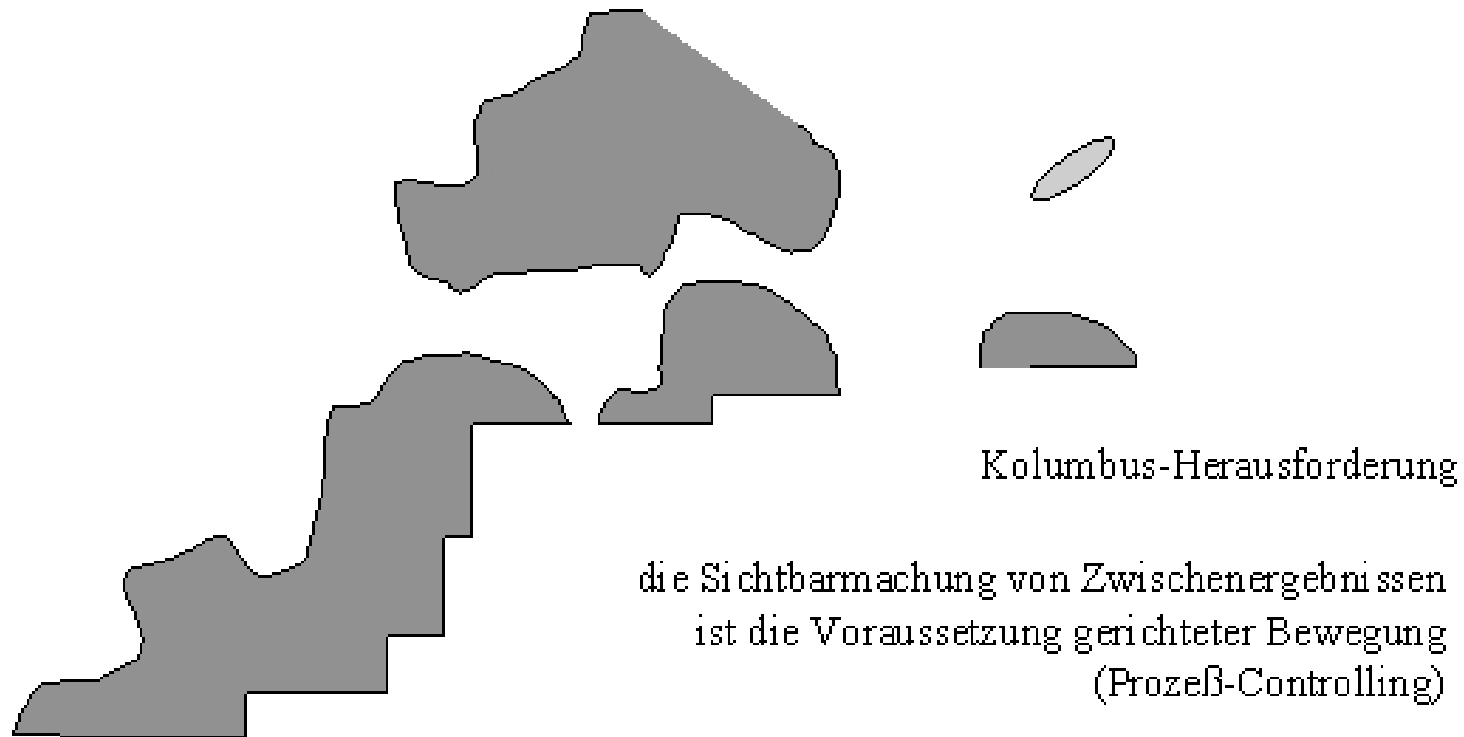 Kolumbus-Herausforderung
die Sichtbarmachung von Zwischenergebnissen
ist die Voraussetzung gerichteter Bewegung
(Prozeß-Controlling)